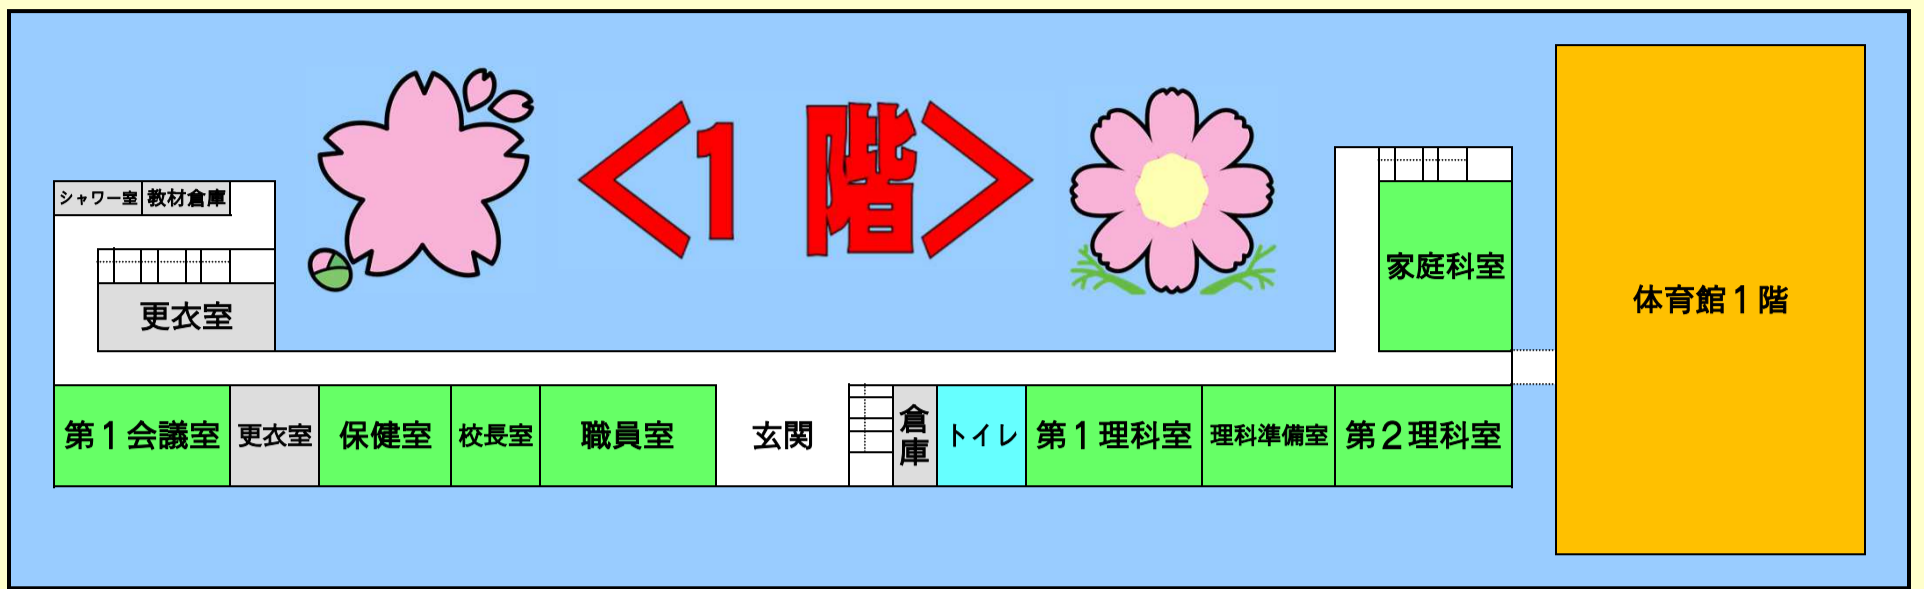 ＜1 階＞
シャワー室
教材倉庫
更衣室
家庭科室
体育館１階
第１会議室
更衣室
保健室
校長室
職員室
玄関
倉庫
トイレ
第１理科室
理科準備室
第２理科室